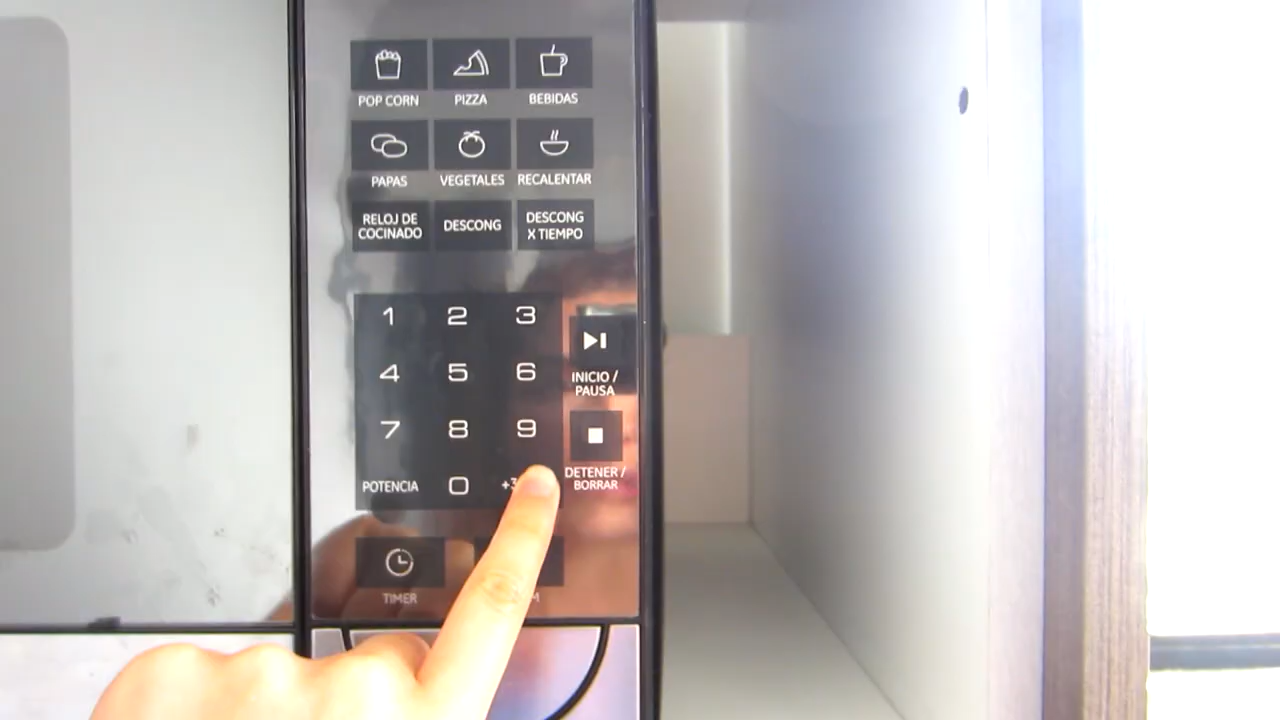 POP CORN
PIZZA
BEBIDAS
PAPAS
VEGETALES
RECALENTAR
RELOJ DE
COCINADO
DESCONG
DESCONG
X TIEMPO
1 2 3
4 5 6
7 8 9
INICIO /
PAUSA
POTENCIA
0
DETENER /
BORRAR
TIMER